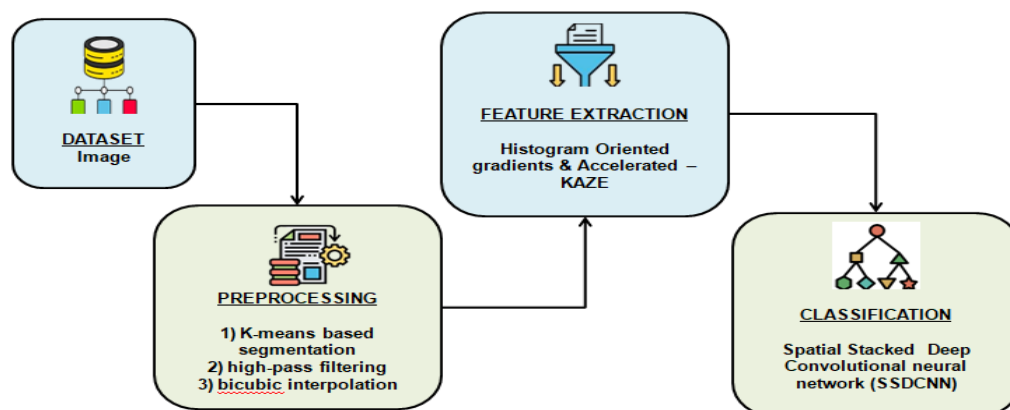 DATASET
Image
PREPROCESSING
1) K-means based
segmentation
2) high-pass filtering
3) bicubic interpolation
FEATURE EXTRACTION
Histogram Oriented
gradients & Accelerated –
KAZE
CLASSIFICATION
Spatial Stacked Deep
Convolutional neural
network (SSDCNN)